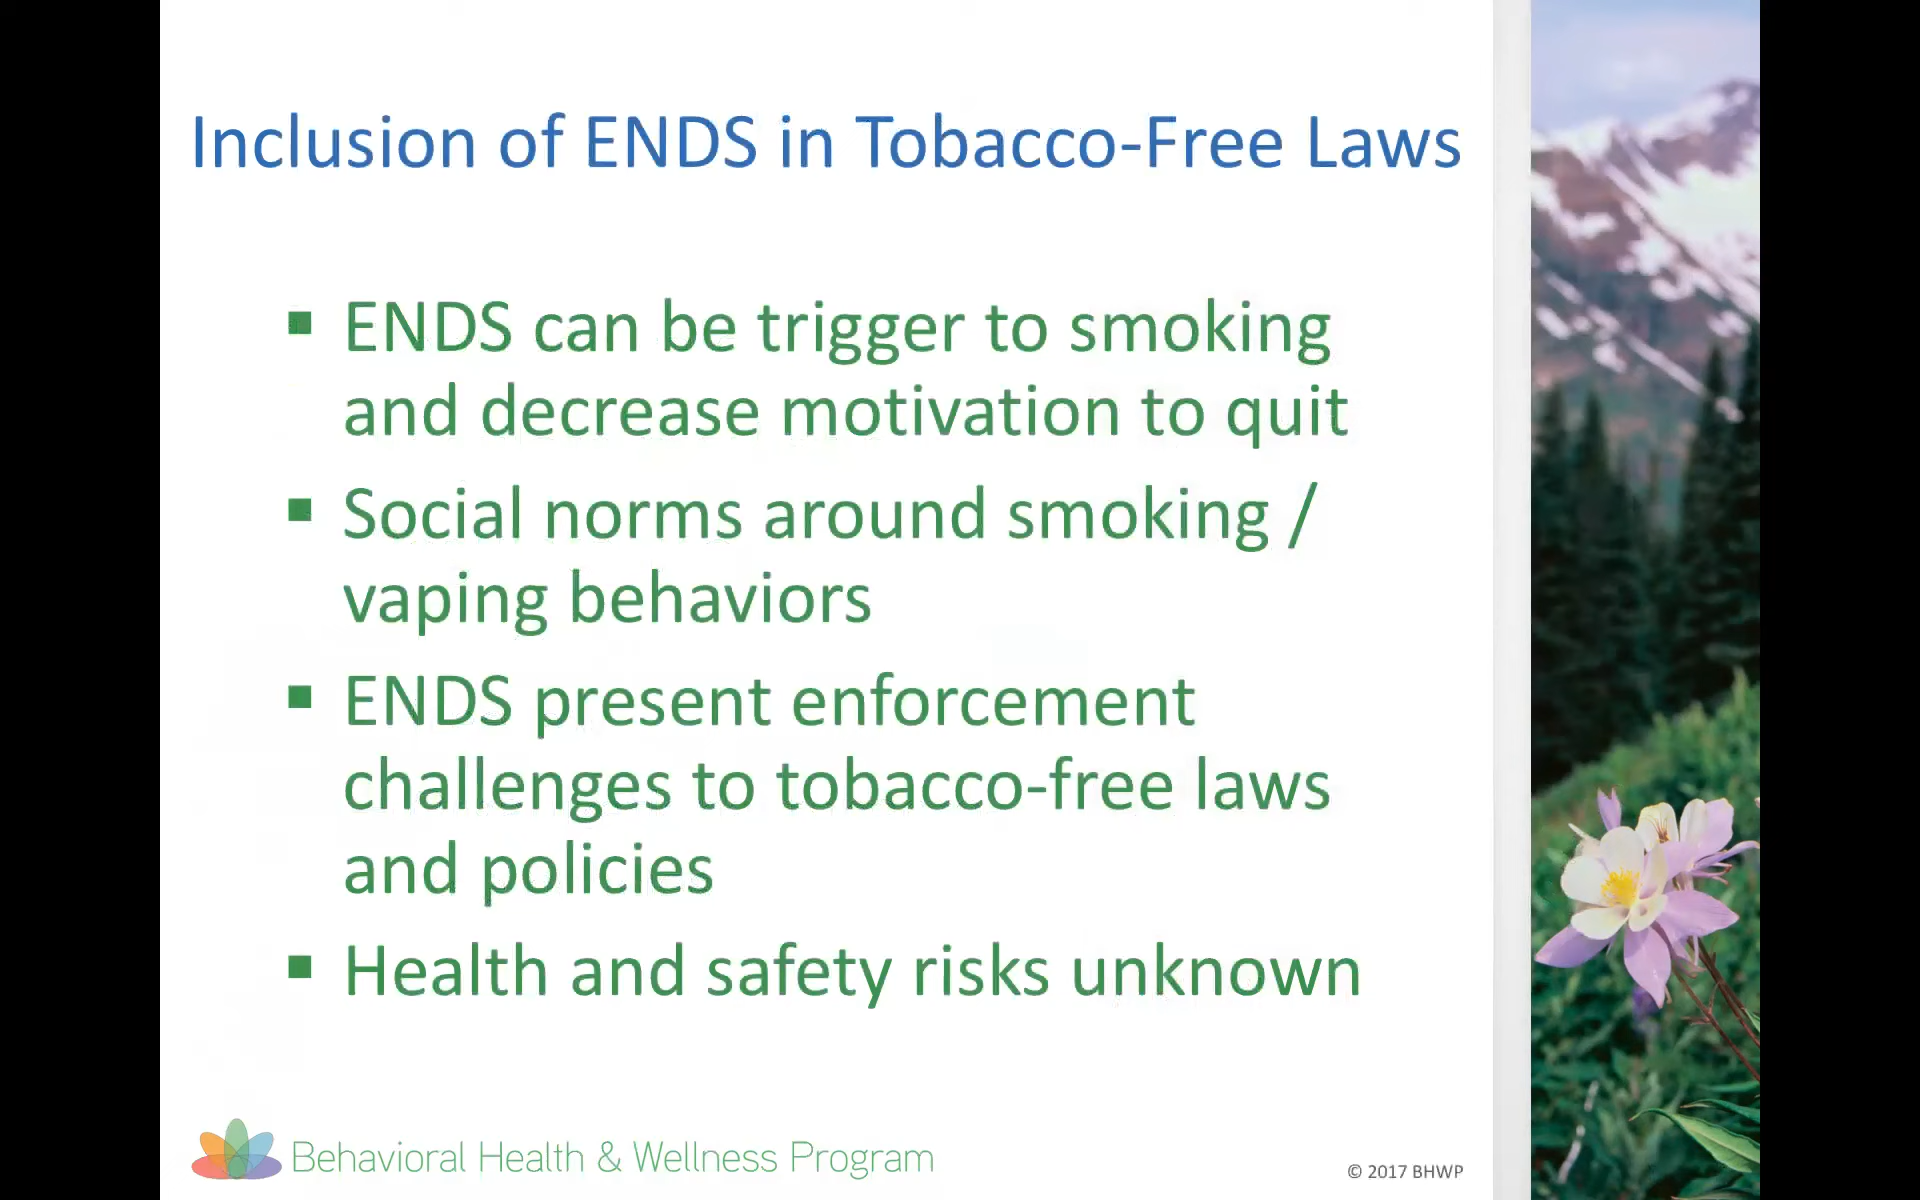 Inclusion of ENDS in Tobacco-Free Laws
▪ ENDS can be trigger to smoking
and decrease motivation to quit
▪ Social norms around smoking /
vaping behaviors
▪ ENDS present enforcement
challenges to tobacco-free laws
and policies
▪ Health and safety risks unknown
Behavioral Health & Wellness Program
© 2017 BHWP